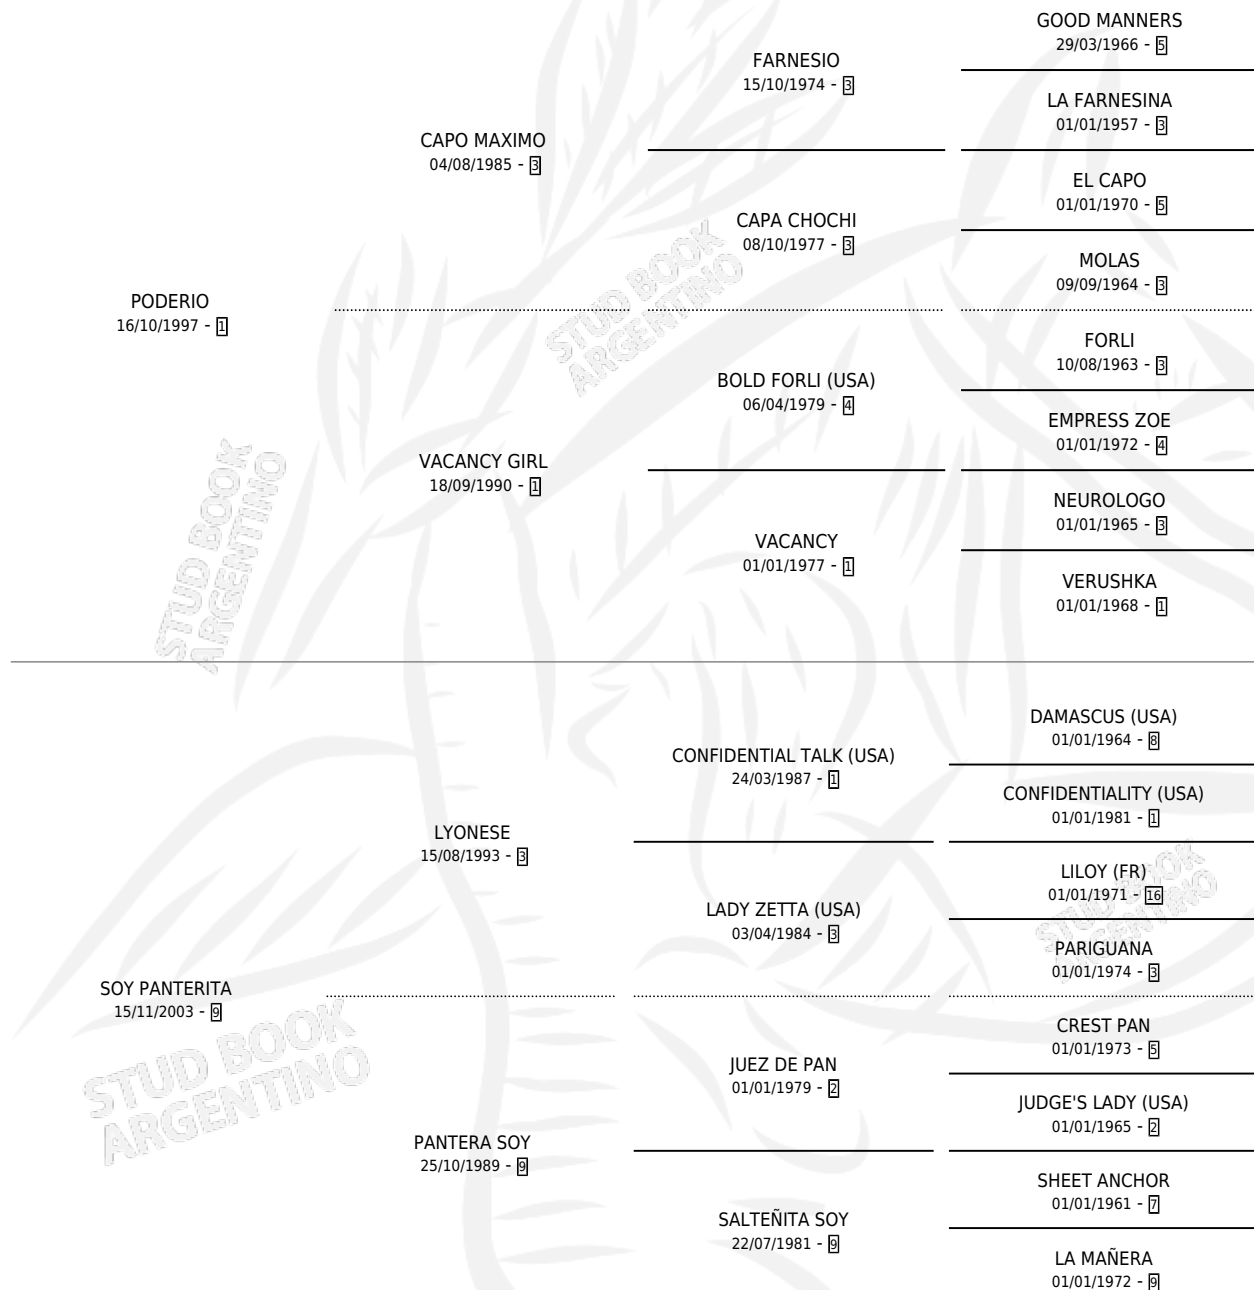 GOOD MANNERS
29/03/1966 - 5
FARNESIO
15/10/1974 - 3
LA FARNESINA
01/01/1957 - 3
CAPO MAXIMO
04/08/1985 - 3
EL CAPO
01/01/1970 - 5
CAPA CHOCHI
08/10/1977 - 3
MOLAS
09/09/1964 - 3
PODERIO
16/10/1997 - 1
FORLI
10/08/1963 - 3
BOLD FORLI (USA)
06/04/1979 - 4
EMPRESS ZOE
01/01/1972 - 4
VACANCY GIRL
18/09/1990 - 1
NEUROLOGO
01/01/1965 - 3
VACANCY
01/01/1977 - 1
VERUSHKA
01/01/1968 - 1
DAMASCUS (USA)
01/01/1964 - 8
CONFIDENTIAL TALK (USA)
24/03/1987 - 1
CONFIDENTIALITY (USA)
01/01/1981 - 1
LYONESE
15/08/1993 - 3
LILOY (FR)
01/01/1971 - 16
LADY ZETTA (USA)
03/04/1984 - 3
PARIGUANA
01/01/1974 - 3
SOY PANTERITA
15/11/2003 - 9
CREST PAN
01/01/1973 - 5
JUEZ DE PAN
01/01/1979 - 2
JUDGE'S LADY (USA)
01/01/1965 - 2
PANTERA SOY
25/10/1989 - 9
SHEET ANCHOR
01/01/1961 - 7
SALTEÑITA SOY
22/07/1981 - 9
LA MAÑERA
01/01/1972 - 9
STUD BOOK
ARGENTINO
STUD BOOK
ARGENTINO
STUD BOOK
ARGENTINO
STUD BOOK
ARGENTINO